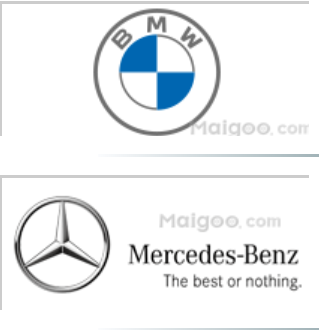 BMW
Maigoo.com
Maigoo.com
Mercedes-Benz
The best or nothing.